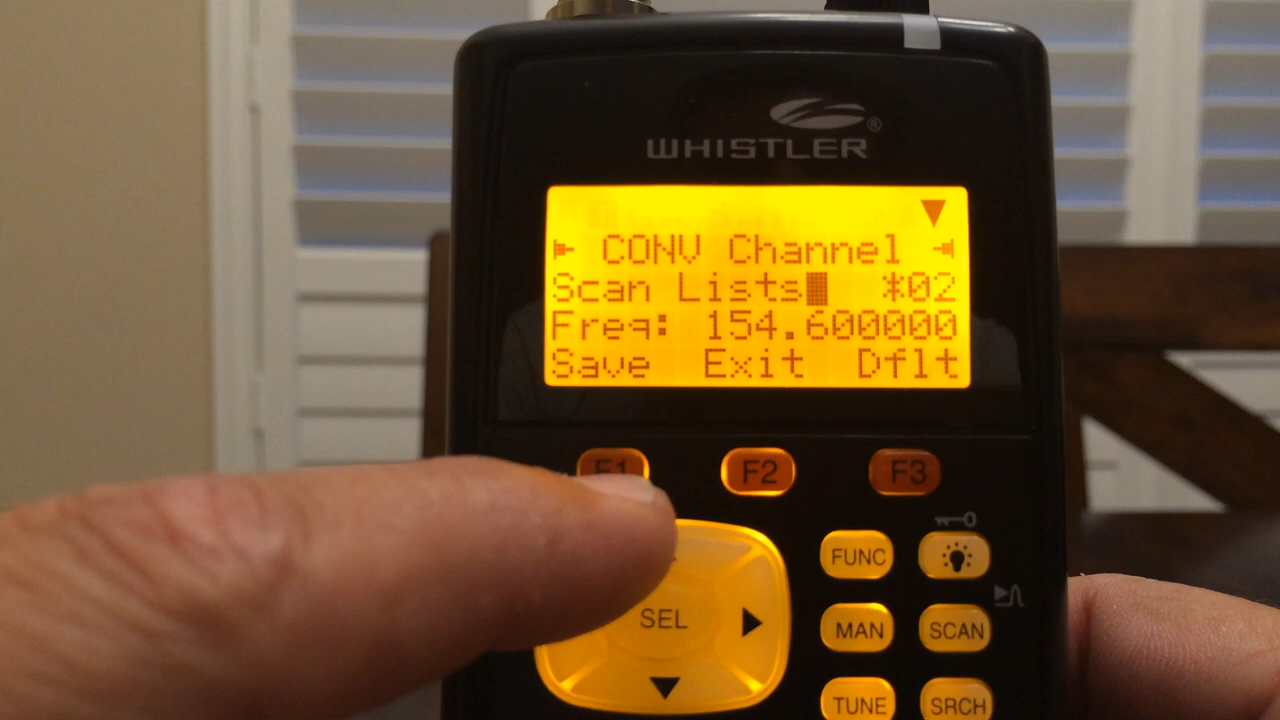 WHISTLER®
CONV Channel
Scan Lists *02
Freq: 154.600000
Save Exit Dflt
F1 F2 F3
FUNC
SEL
MAN SCAN
TUNE SRCH